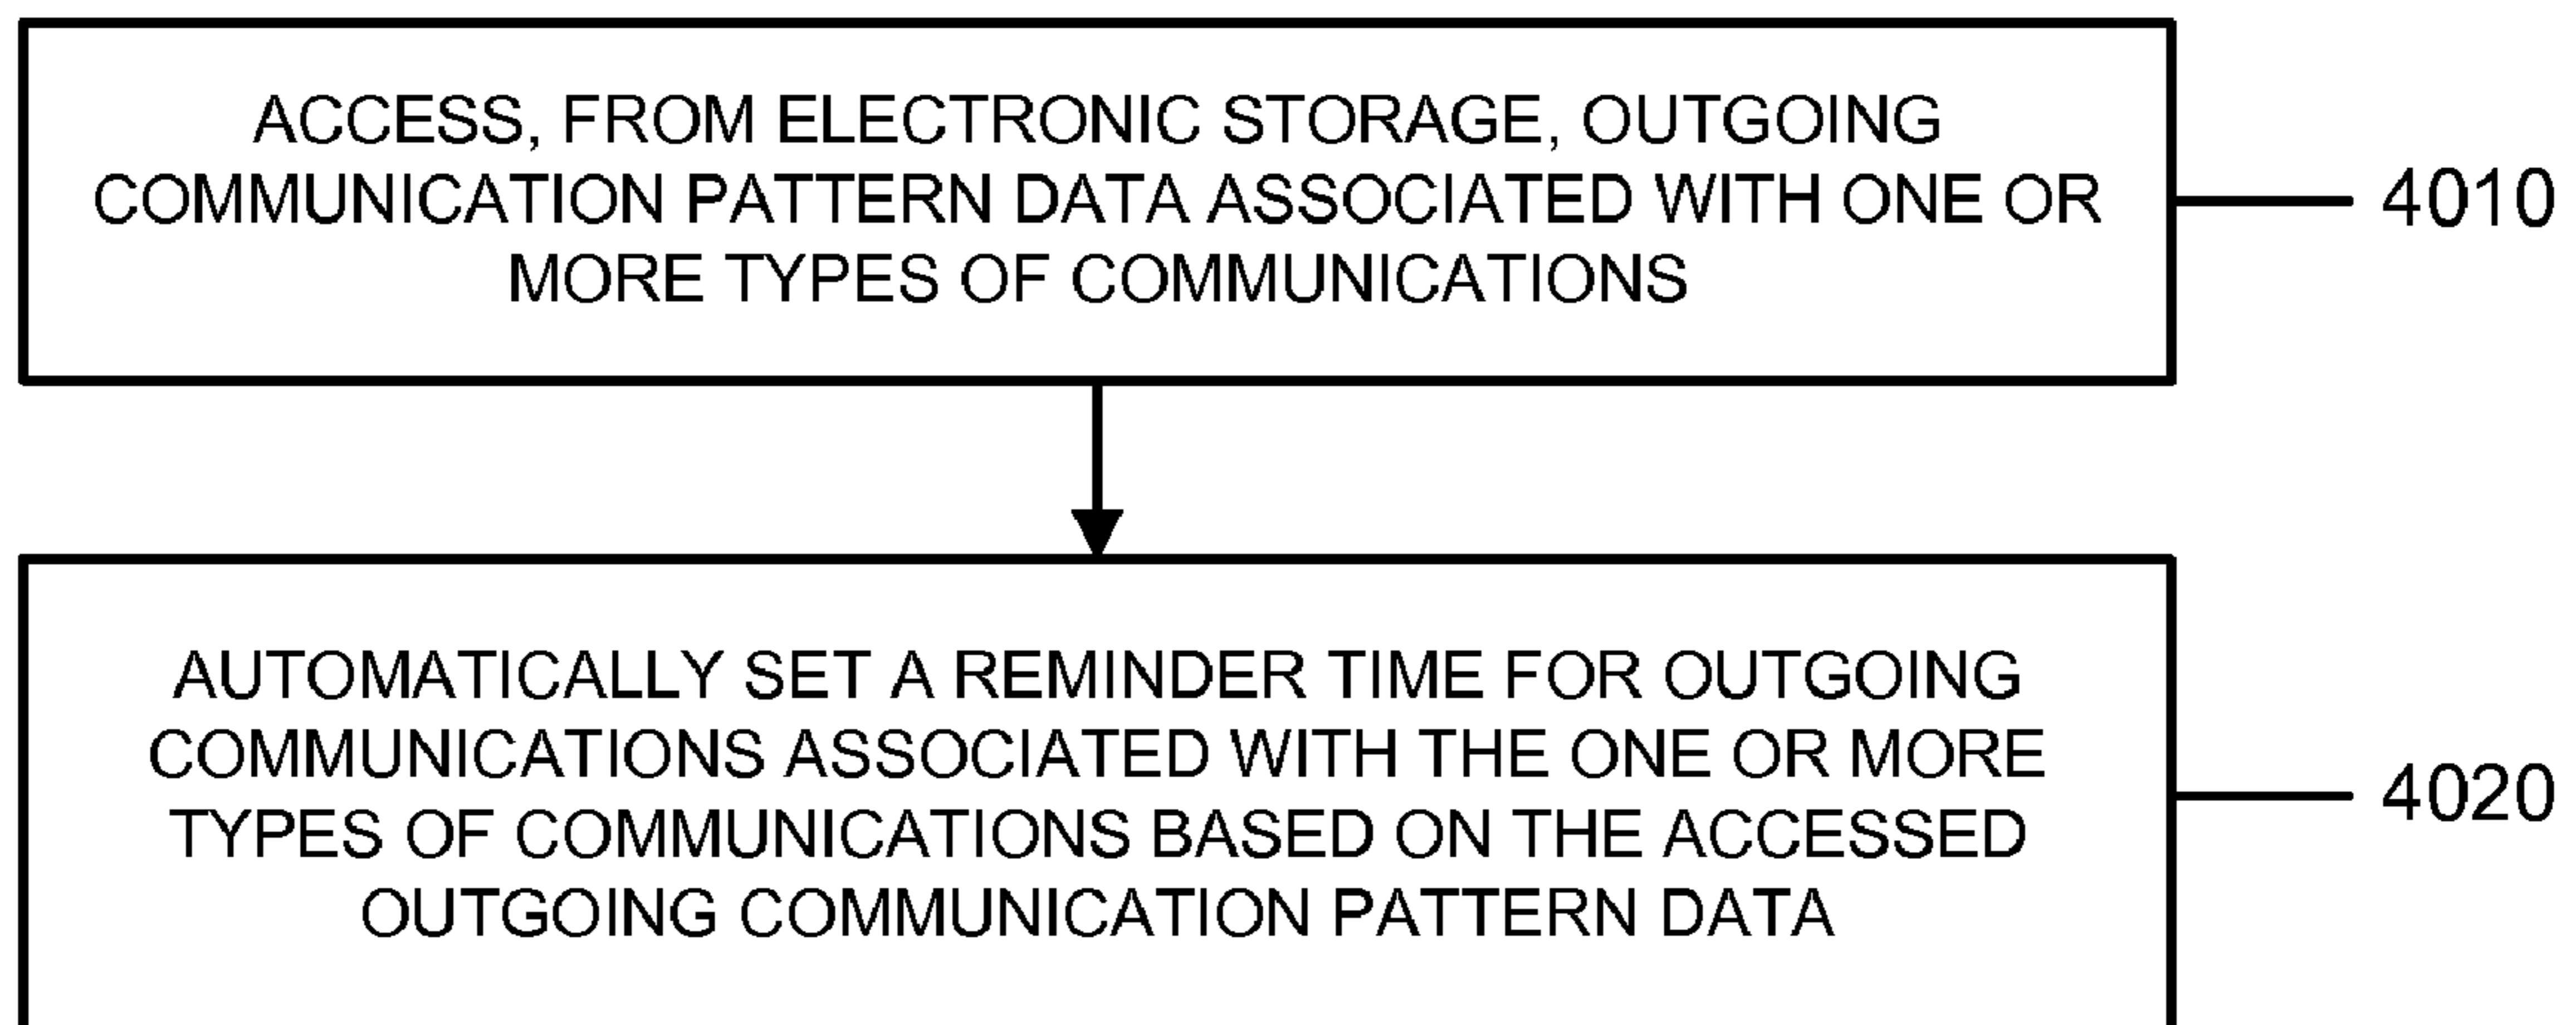 ACCESS, FROM ELECTRONIC STORAGE, OUTGOING
COMMUNICATION PATTERN DATA ASSOCIATED WITH ONE OR
MORE TYPES OF COMMUNICATIONS
4010
AUTOMATICALLY SET A REMINDER TIME FOR OUTGOING
COMMUNICATIONS ASSOCIATED WITH THE ONE OR MORE
TYPES OF COMMUNICATIONS BASED ON THE ACCESSED
OUTGOING COMMUNICATION PATTERN DATA
4020